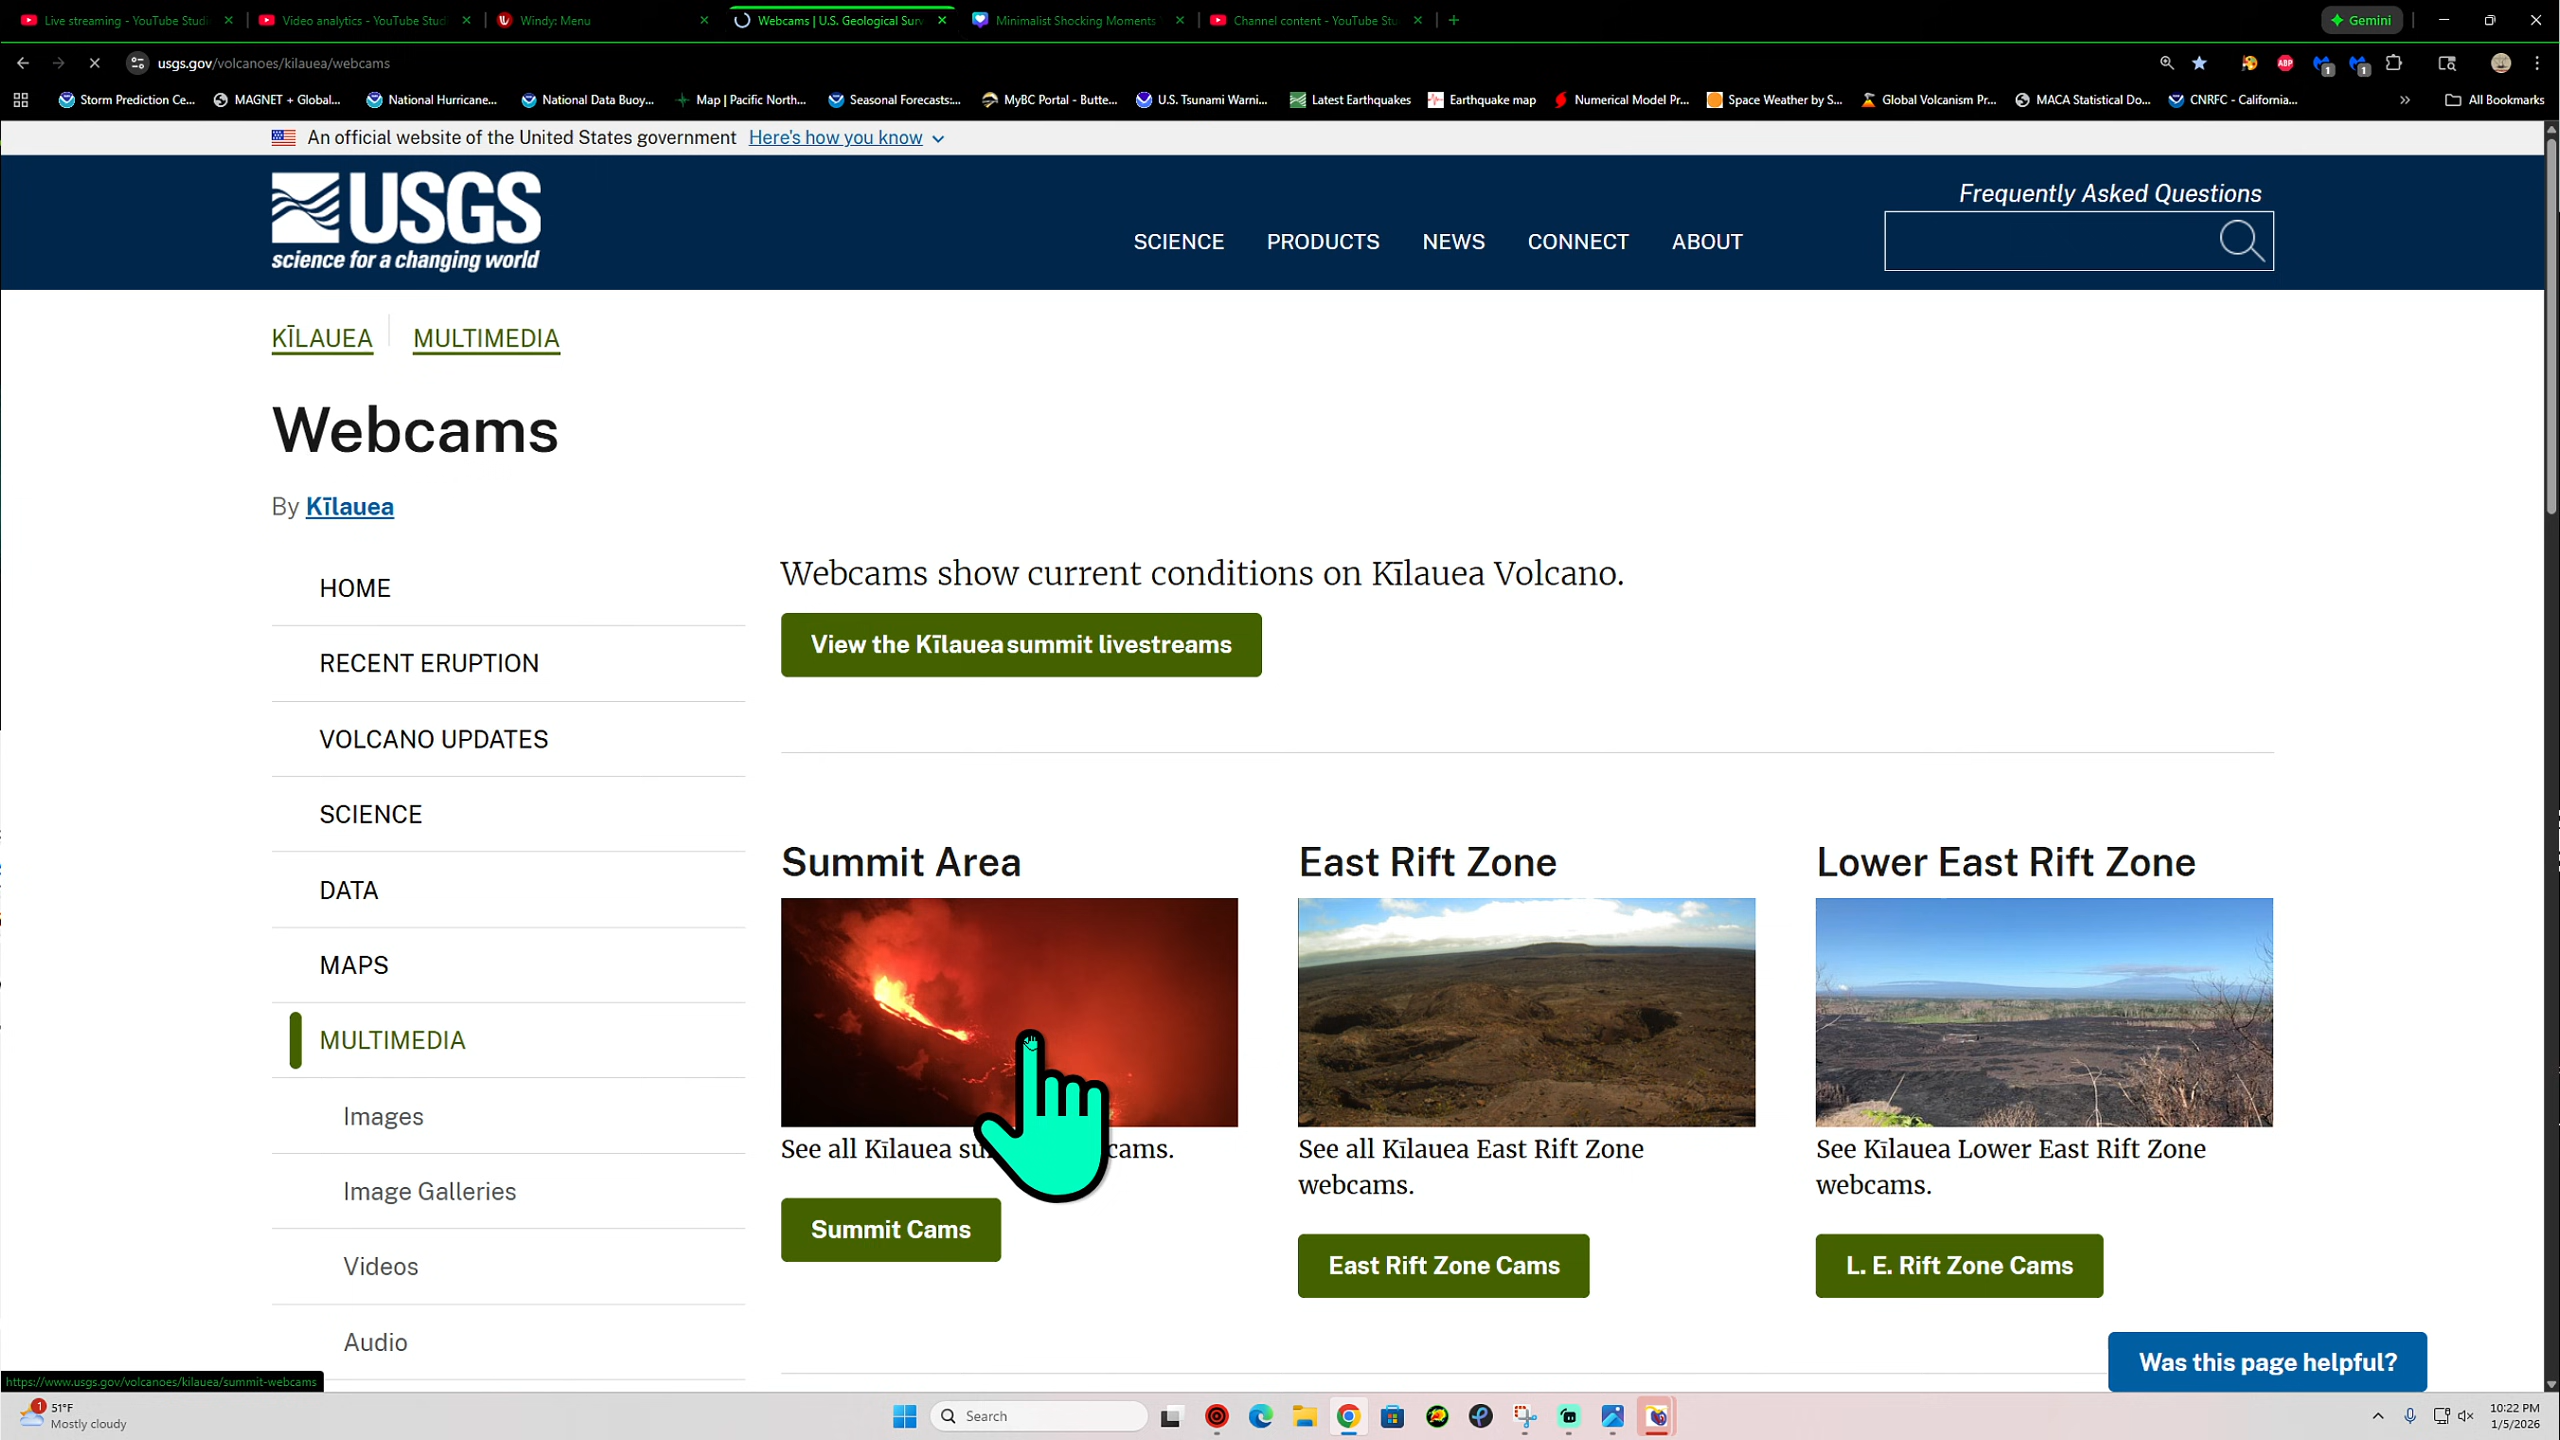 Live streaming - YouTube Studi
Video analytics - YouTube Stud
Windy: Menu
Webcams | U.S. Geological Surv
Minimalist Shocking Moments
Channel content - YouTube Stu
Gemini
usgs.gov/volcanoes/kilauea/webcams
ABP
1
1
Storm Prediction Ce...
MAGNET + Global...
National Hurricane...
National Data Buoy...
Map | Pacific North...
Seasonal Forecasts:...
MyBC Portal - Butte...
U.S. Tsunami Warni...
Latest Earthquakes
Earthquake map
Numerical Model Pr...
Space Weather by S...
Global Volcanism Pr...
MACA Statistical Do...
CNRFC - California...
All Bookmarks
An official website of the United States government Here's how you know
USGS
science for a changing world
SCIENCE
PRODUCTS
NEWS
CONNECT
ABOUT
Frequently Asked Questions
KĪLAUEA
MULTIMEDIA
Webcams
By Kīlauea
HOME
RECENT ERUPTION
VOLCANO UPDATES
SCIENCE
DATA
MAPS
MULTIMEDIA
Images
Image Galleries
Videos
Audio
Webcams show current conditions on Kīlauea Volcano.
View the Kīlauea summit livestreams
Summit Area
See all Kīlauea su cams.
Summit Cams
East Rift Zone
See all Kīlauea East Rift Zone
webcams.
East Rift Zone Cams
Lower East Rift Zone
See Kīlauea Lower East Rift Zone
webcams.
L. E. Rift Zone Cams
Was this page helpful?
https://www.usgs.gov/volcanoes/kilauea/summit-webcams
1
51°F
Mostly cloudy
Search
10:22 PM
1/5/2026